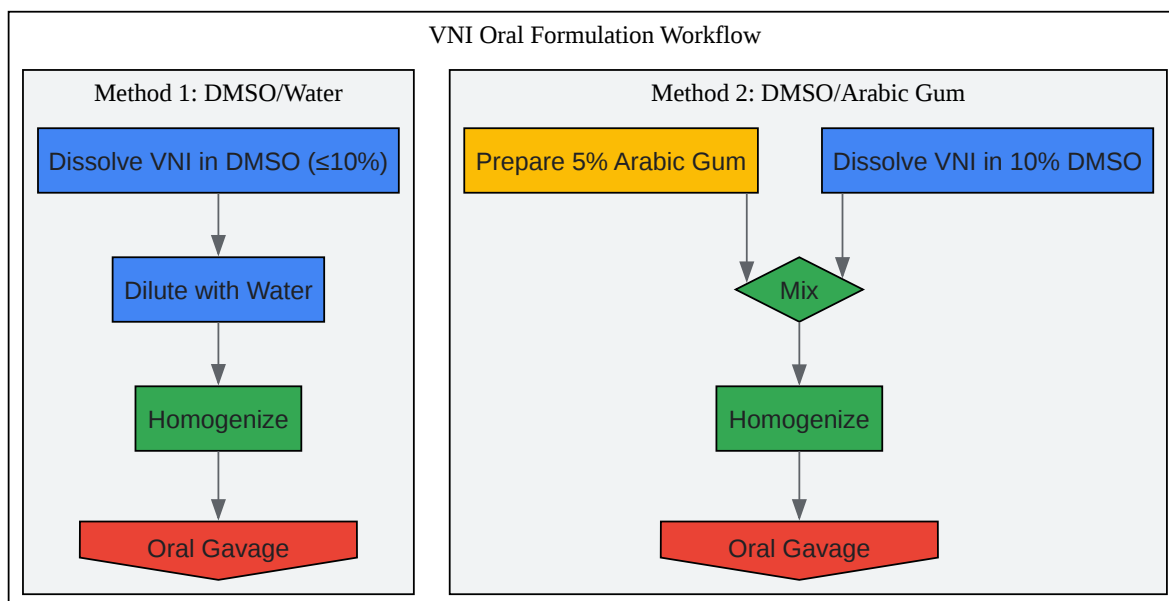 VNI Oral Formulation Workflow
Method 1: DMSO/Water
Dissolve VNI in DMSO (≤10%)
Dilute with Water
Homogenize
Oral Gavage
Method 2: DMSO/Arabic Gum
Prepare 5% Arabic Gum
Dissolve VNI in 10% DMSO
Mix
Homogenize
Oral Gavage